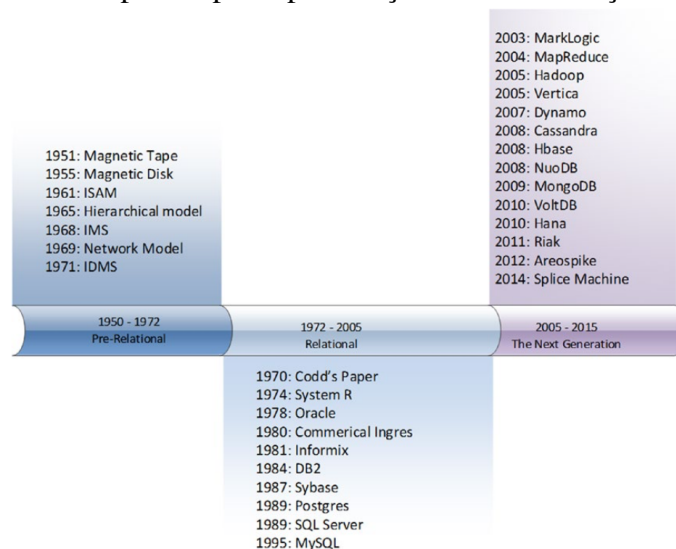 2003: MarkLogic
2004: MapReduce
2005: Hadoop
2005: Vertica
2007: Dynamo
2008: Cassandra
2008: Hbase
2008: NuoDB
2009: MongoDB
2010: VoltDB
2010: Hana
2011: Riak
2012: Areospike
2014: Splice Machine
1951: Magnetic Tape
1955: Magnetic Disk
1961: ISAM
1965: Hierarchical model
1968: IMS
1969: Network Model
1971: IDMS
1950 - 1972
Pre-Relational
1972 - 2005
Relational
2005 - 2015
The Next Generation
1970: Codd's Paper
1974: System R
1978: Oracle
1980: Commerical Ingres
1981: Informix
1984: DB2
1987: Sybase
1989: Postgres
1989: SQL Server
1995: MySQL